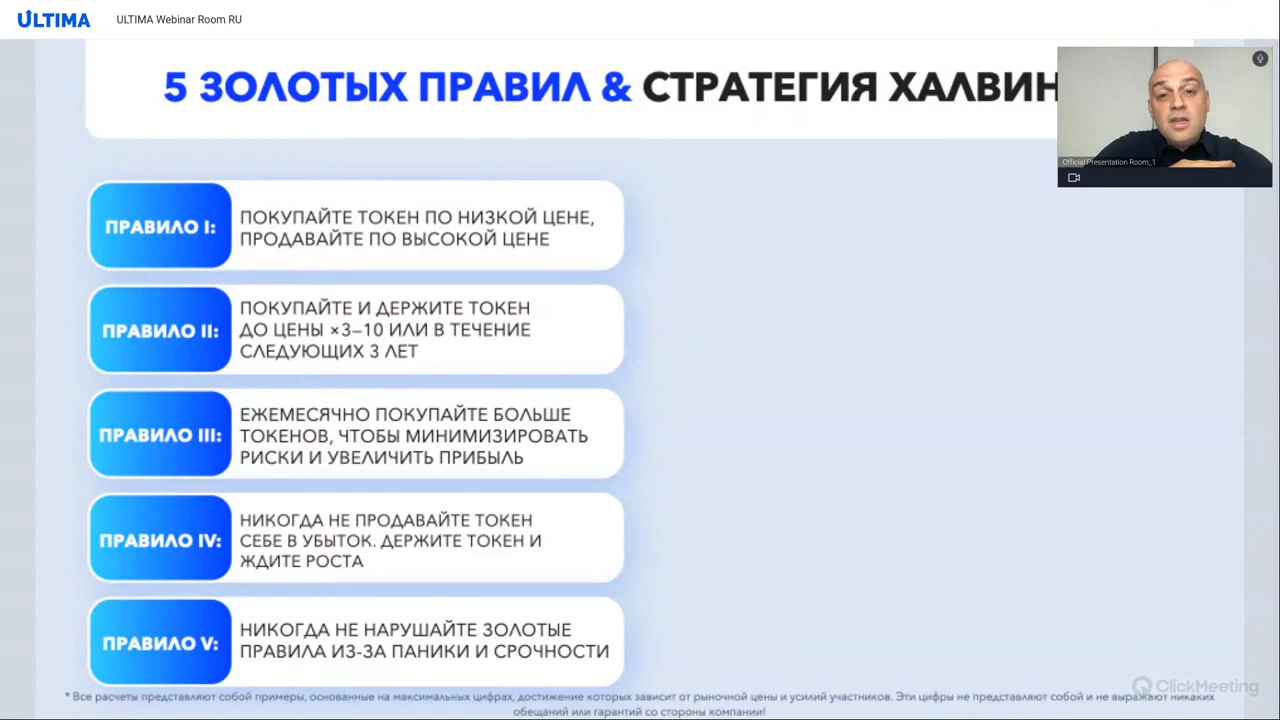 ULTIMA
ULTIMA Webinar Room RU
5 ЗОЛОТЫХ ПРАВИЛ & СТРАТЕГИЯ ХАЛВИН
Official Presentation Room_1
ПРАВИЛО I:
ПОКУПАЙТЕ ТОКЕН ПО НИЗКОЙ ЦЕНЕ,
ПРОДАВАЙТЕ ПО ВЫСОКОЙ ЦЕНЕ
ПРАВИЛО II:
ПОКУПАЙТЕ И ДЕРЖИТЕ ТОКЕН
ДО ЦЕНЫ ×3–10 ИЛИ В ТЕЧЕНИЕ
СЛЕДУЮЩИХ 3 ЛЕТ
ПРАВИЛО III:
ЕЖЕМЕСЯЧНО ПОКУПАЙТЕ БОЛЬШЕ
ТОКЕНОВ, ЧТОБЫ МИНИМИЗИРОВАТЬ
РИСКИ И УВЕЛИЧИТЬ ПРИБЫЛЬ
ПРАВИЛО IV:
НИКОГДА НЕ ПРОДАВАЙТЕ ТОКЕН
СЕБЕ В УБЫТОК. ДЕРЖИТЕ ТОКЕН И
ЖДИТЕ РОСТА
ПРАВИЛО V:
НИКОГДА НЕ НАРУШАЙТЕ ЗОЛОТЫЕ
ПРАВИЛА ИЗ-ЗА ПАНИКИ И СРОЧНОСТИ
* Все расчеты представляют собой примеры, основанные на максимальных цифрах, достижение которых зависит от рыночной цены и усилий участников. Эти цифры не представляют собой и не выражают никаких
обещаний или гарантий со стороны компании!
ClickMeeting